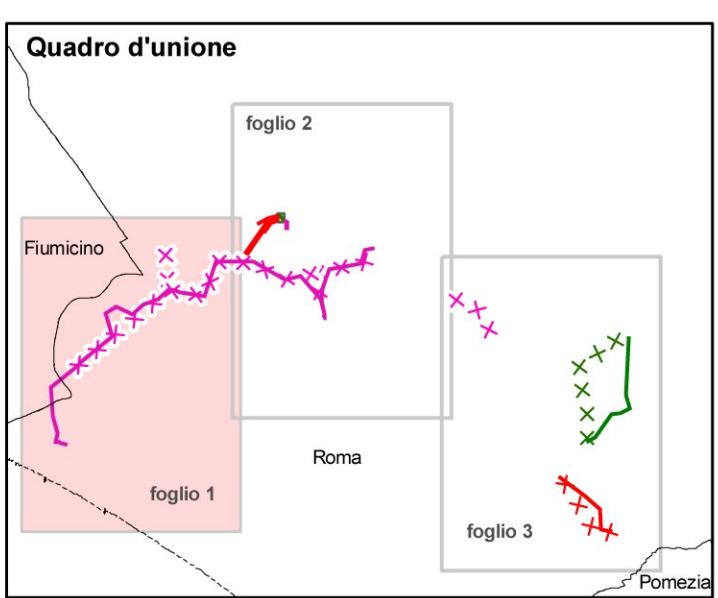 Quadro d'unione
foglio 2
Fiumicino
Roma
foglio 1
foglio 3
Pomezia